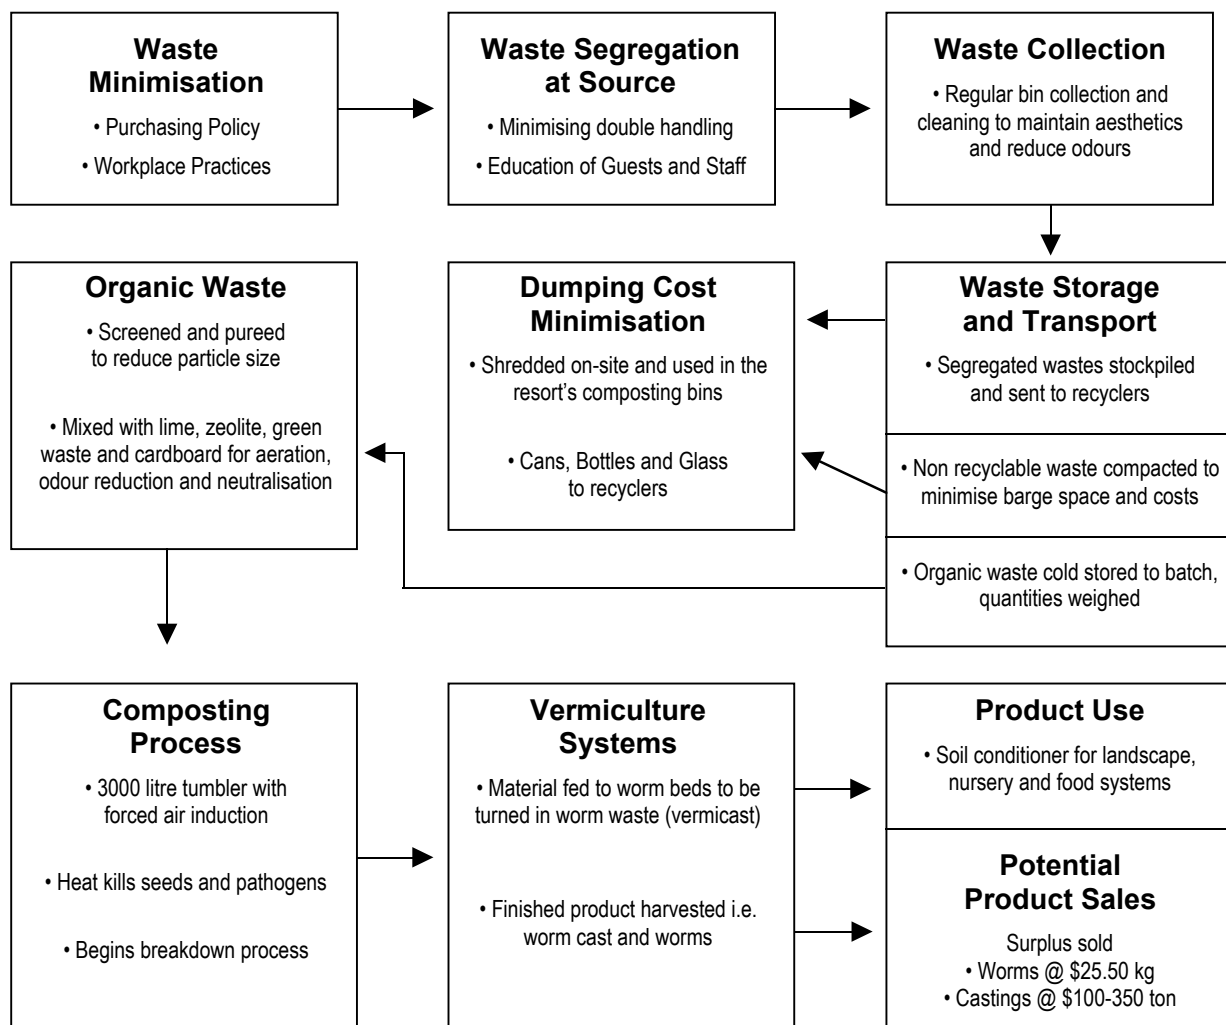 Waste
Minimisation
• Purchasing Policy
• Workplace Practices
Waste Segregation
at Source
• Minimising double handling
• Education of Guests and Staff
Waste Collection
• Regular bin collection and
cleaning to maintain aesthetics
and reduce odours
Organic Waste
• Screened and pureed
to reduce particle size
• Mixed with lime, zeolite, green
waste and cardboard for aeration,
odour reduction and neutralisation
Dumping Cost
Minimisation
• Shredded on-site and used in the
resort's composting bins
• Cans, Bottles and Glass
to recyclers
Waste Storage
and Transport
• Segregated wastes stockpiled
and sent to recyclers
• Non recyclable waste compacted to
minimise barge space and costs
• Organic waste cold stored to batch,
quantities weighed
Composting
Process
• 3000 litre tumbler with
forced air induction
• Heat kills seeds and pathogens
• Begins breakdown process
Vermiculture
Systems
• Material fed to worm beds to be
turned in worm waste (vermicast)
• Finished product harvested i.e.
worm cast and worms
Product Use
• Soil conditioner for landscape,
nursery and food systems
Potential
Product Sales
Surplus sold
• Worms @ $25.50 kg
• Castings @ $100-350 ton